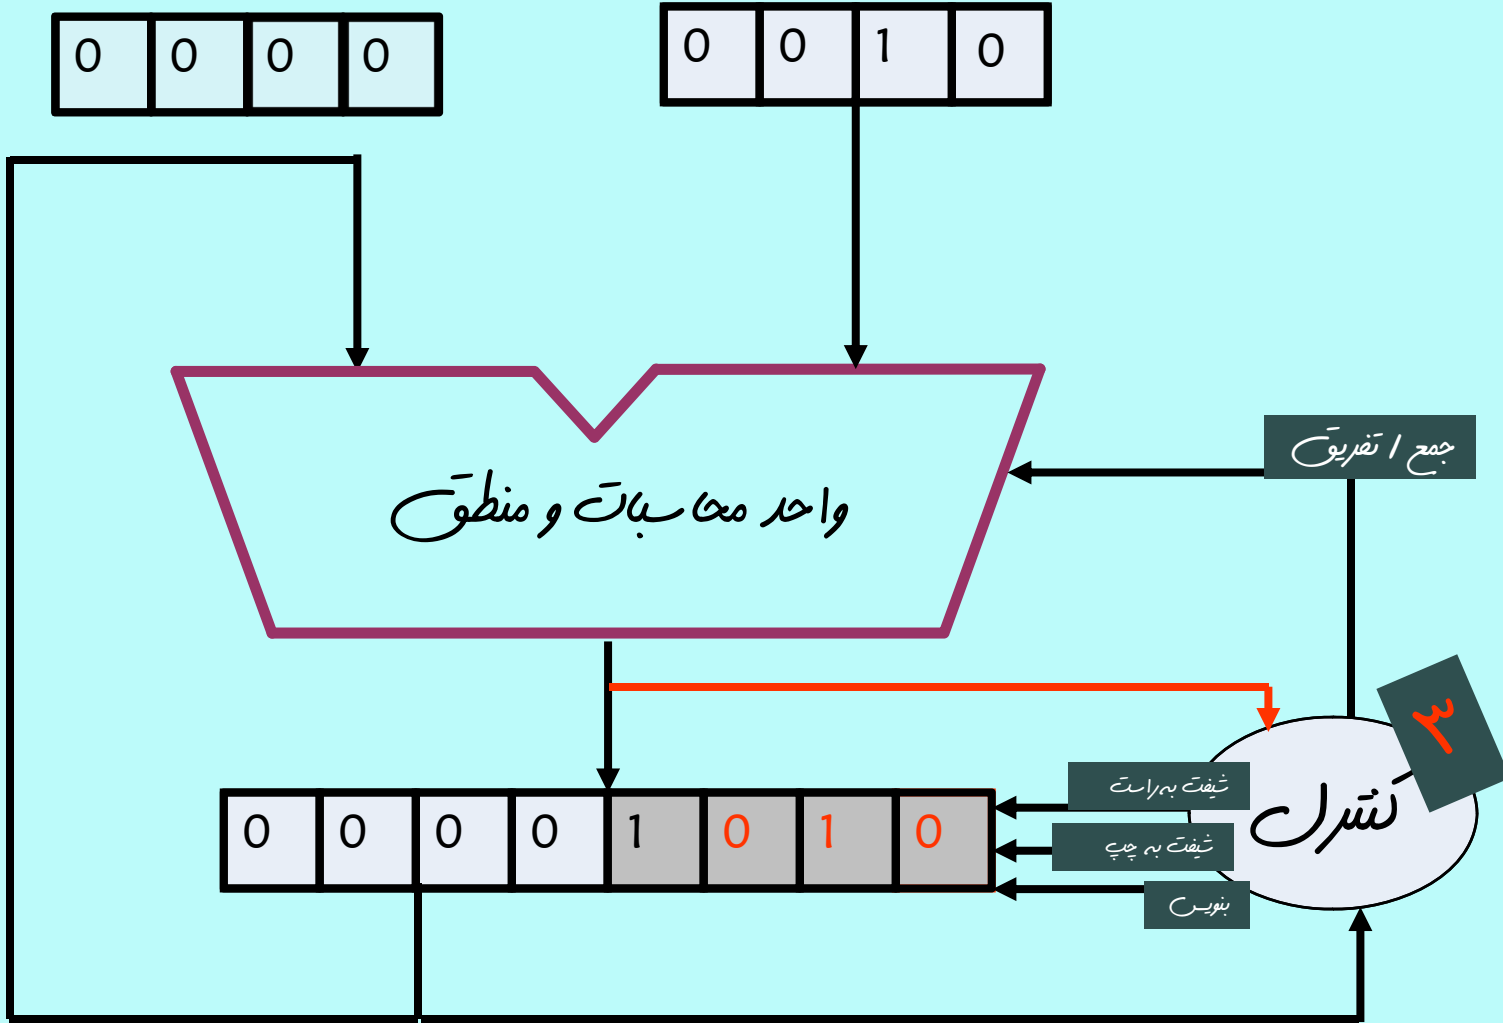 0 0 0 0
0 0 1 0
جمع / تفریق
واحد محاسبات و منطق
۳
کنترل
شیفت به راست
شیفت به چپ
بنویس
0 0 0 0 1 0 1 0